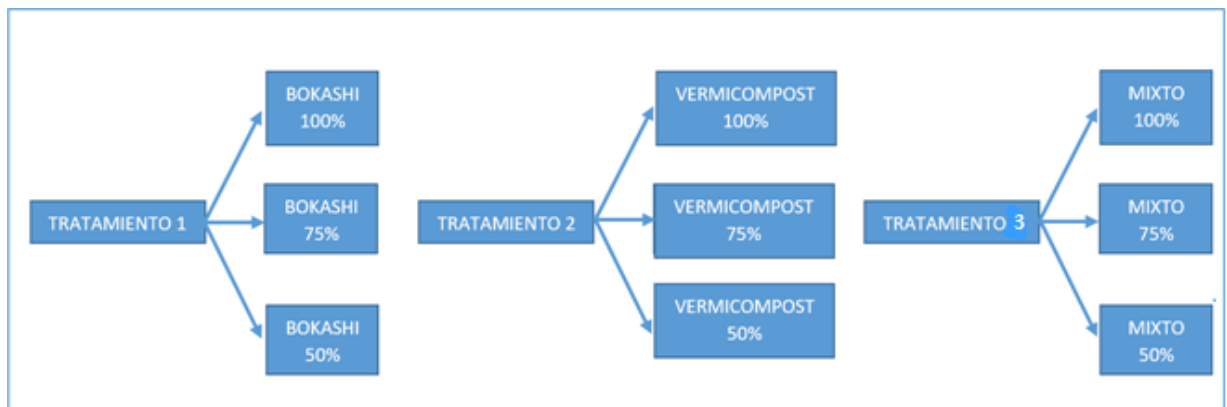 TRATAMIENTO 1
BOKASHI
100%
BOKASHI
75%
BOKASHI
50%
TRATAMIENTO 2
VERMICOMPOST
100%
VERMICOMPOST
75%
VERMICOMPOST
50%
TRATAMIENTO 3
MIXTO
100%
MIXTO
75%
MIXTO
50%